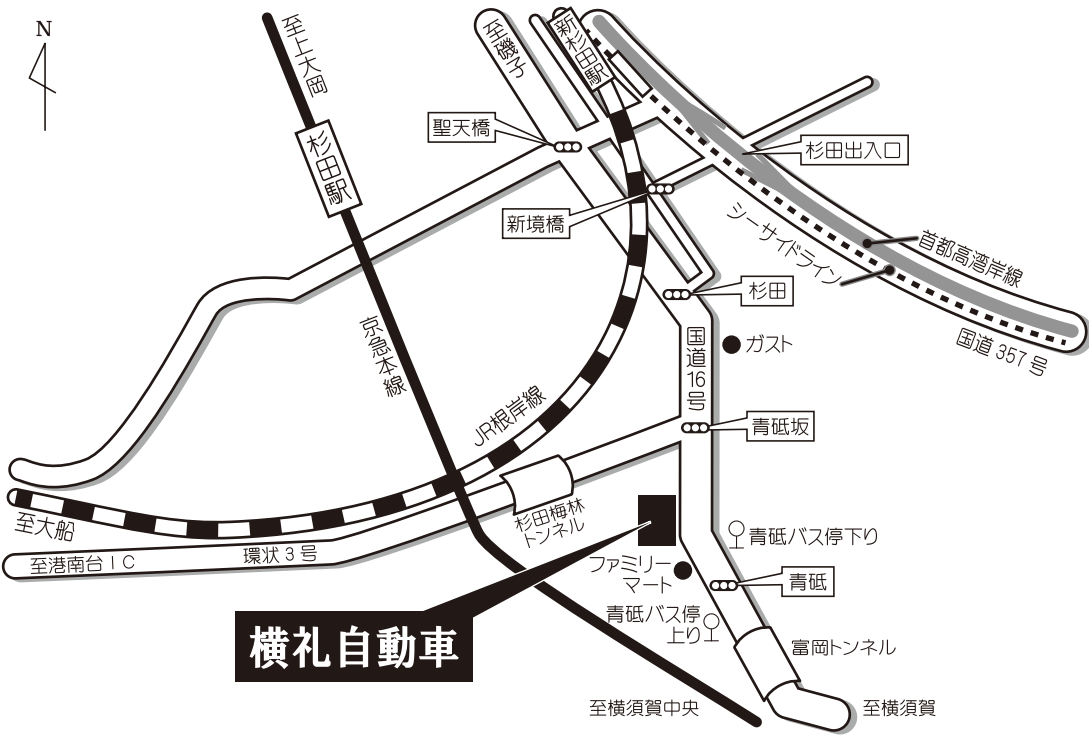 N
至上大岡
杉田駅
至磯子
新杉田駅
聖天橋
杉田出入口
新境橋
シーサイドライン
首都高湾岸線
杉田
国道357号
国道16号
ガスト
京急本線
JR根岸線
青砥坂
至大船
杉田梅林
トンネル
至港南台IC
環状3号
青砥バス停下り
ファミリー
マート
青砥
青砥バス停
上り
横礼自動車
富岡トンネル
至横須賀中央
至横須賀